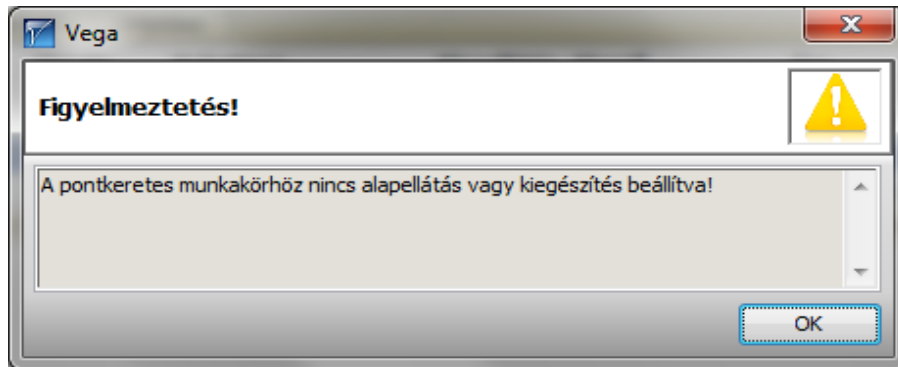 Vega
Figyelmeztetés!
A pontkeretes munkakörhöz nincs alapellátás vagy kiegészítés beállítva!
OK